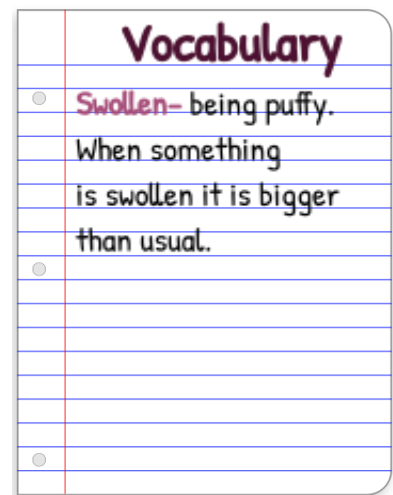 Vocabulary
Swollen- being puffy.
When something
is swollen it is bigger
than usual.